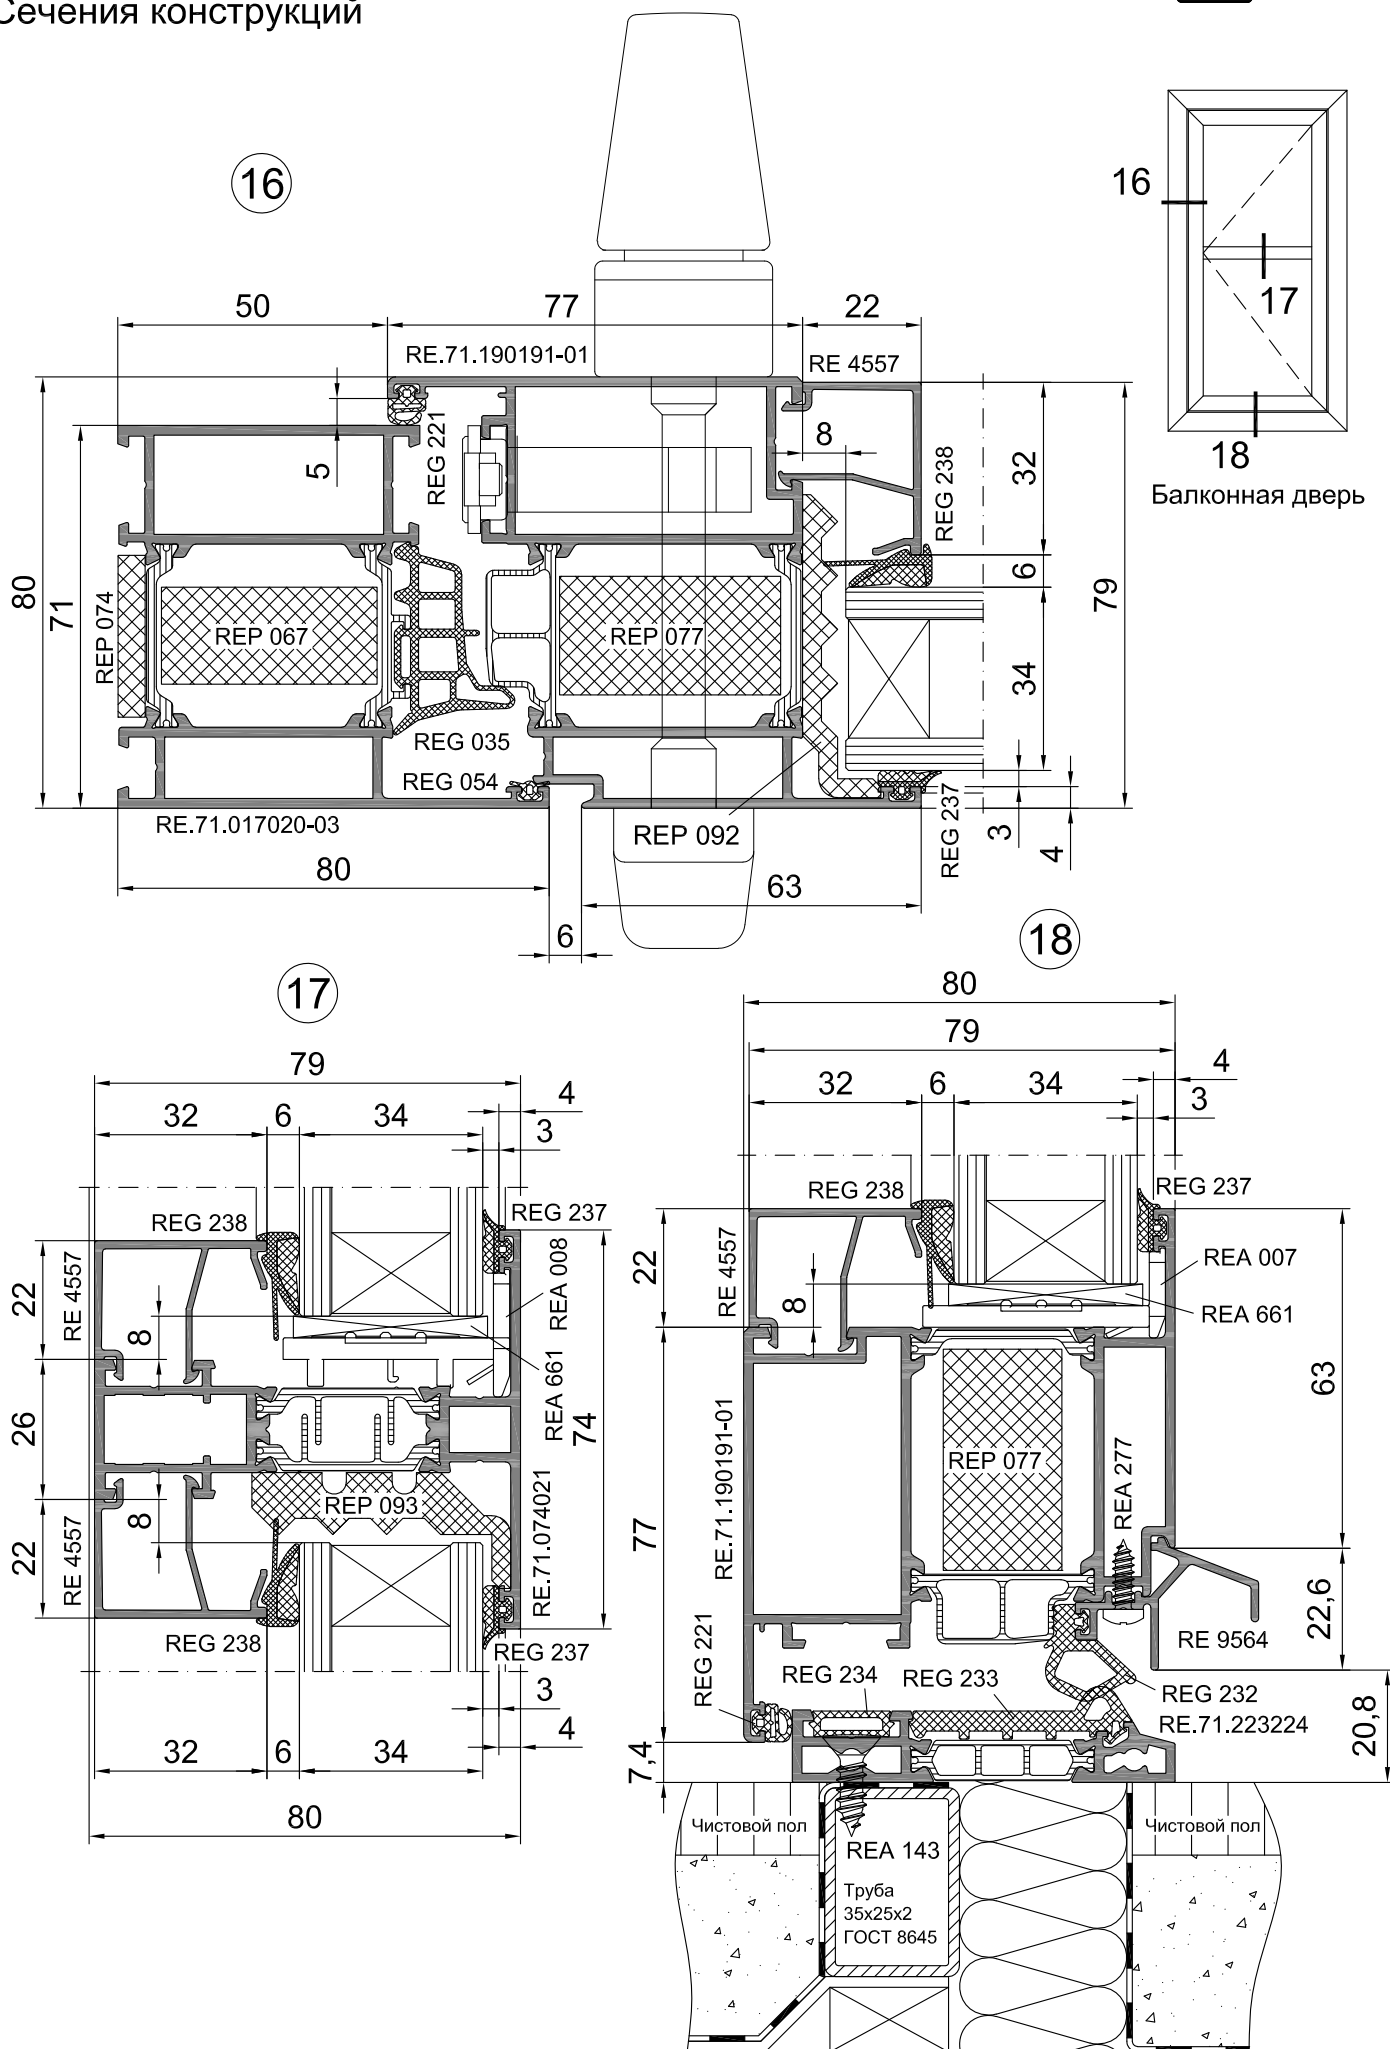 Сечения конструкций
16
16
17
18
Балконная дверь
50
77
22
RE.71.190191-01
RE 4557
80
71
5
REG 221
8
REG 238
32
6
79
34
REP 074
REP 067
REP 077
REG 035
REG 054
RE.71.017020-03
REP 092
REG 237
3
4
80
63
6
17
79
4
32
6
34
3
REG 238
REG 237
RE 4557
REA 008
22
8
REA 661
26
74
REP 093
8
22
RE 4557
RE.71.074021
REG 238
REG 237
3
4
32
6
34
80
18
80
79
4
32
6
34
3
REG 238
REG 237
RE 4557
22
8
REA 007
REA 661
63
RE.71.190191-01
77
REP 077
REA 277
22,6
RE 9564
REG 221
REG 234
REG 233
REG 232
RE.71.223224
20,8
7,4
Чистовой пол
Чистовой пол
REA 143
Труба
35x25x2
ГОСТ 8645